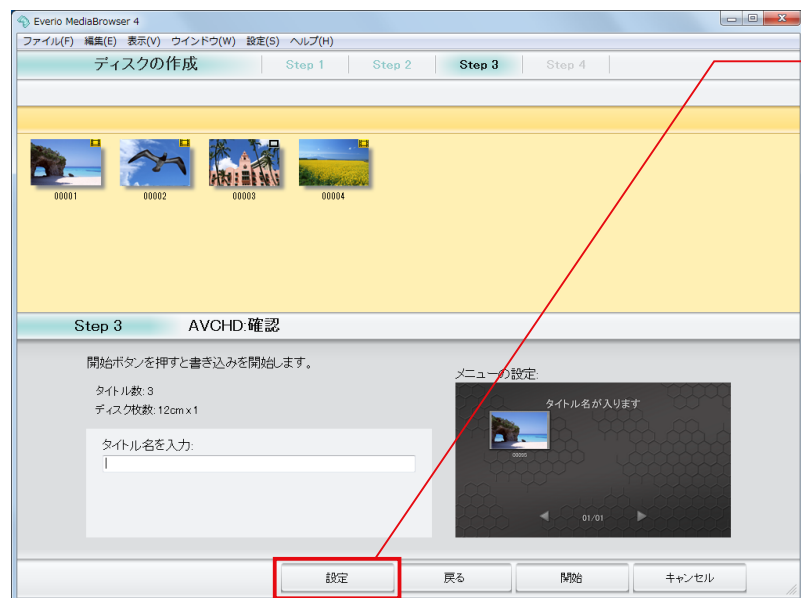 Everio MediaBrowser 4
ファイル(F) 編集(E) 表示(V) ウインドウ(W) 設定(S) ヘルプ(H)
ディスクの作成 Step 1 Step 2 Step 3 Step 4
00001 00002 00003 00004
Step 3 AVCHD:確認
開始ボタンを押すと書き込みを開始します。
タイトル数: 3
ディスク枚数: 12cm x 1
タイトル名を入力:
メニューの設定:
タイトル名が入ります
01/01
設定 戻る 開始 キャンセル